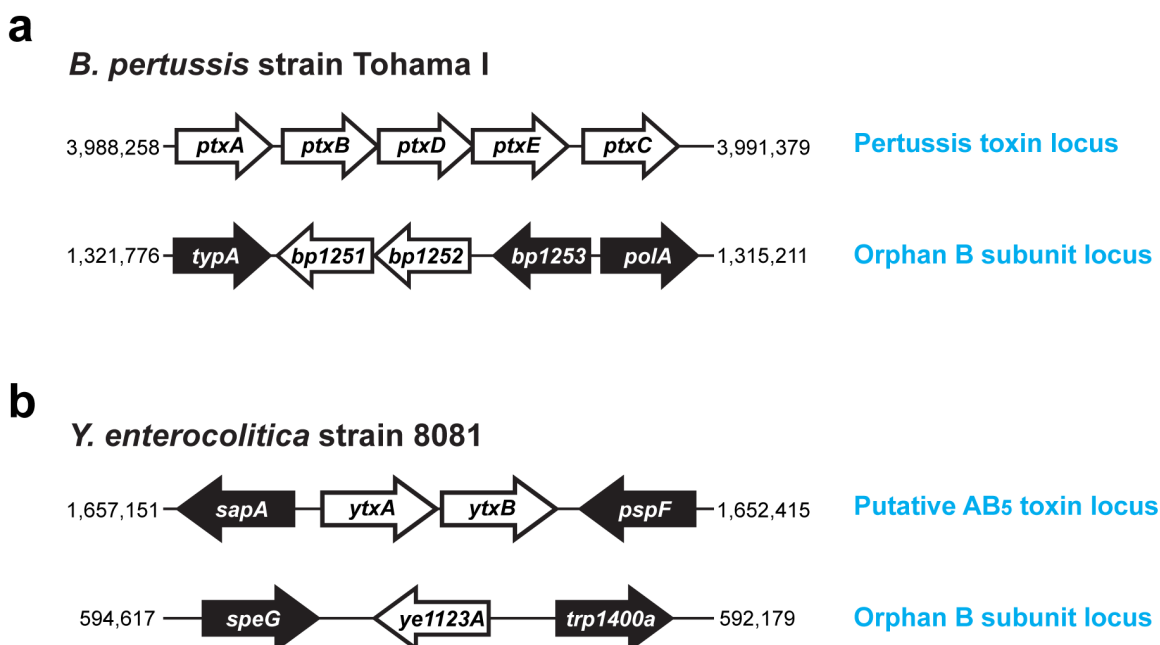 a
B. pertussis strain Tohama I
3,988,258 ptxA ptxB ptxD ptxE ptxC 3,991,379 Pertussis toxin locus
1,321,776 typA bp1251 bp1252 bp1253 polA 1,315,211 Orphan B subunit locus
b
Y. enterocolitica strain 8081
1,657,151 sapA ytxA ytxB pspF 1,652,415 Putative AB5 toxin locus
594,617 speG ye1123A trp1400a 592,179 Orphan B subunit locus